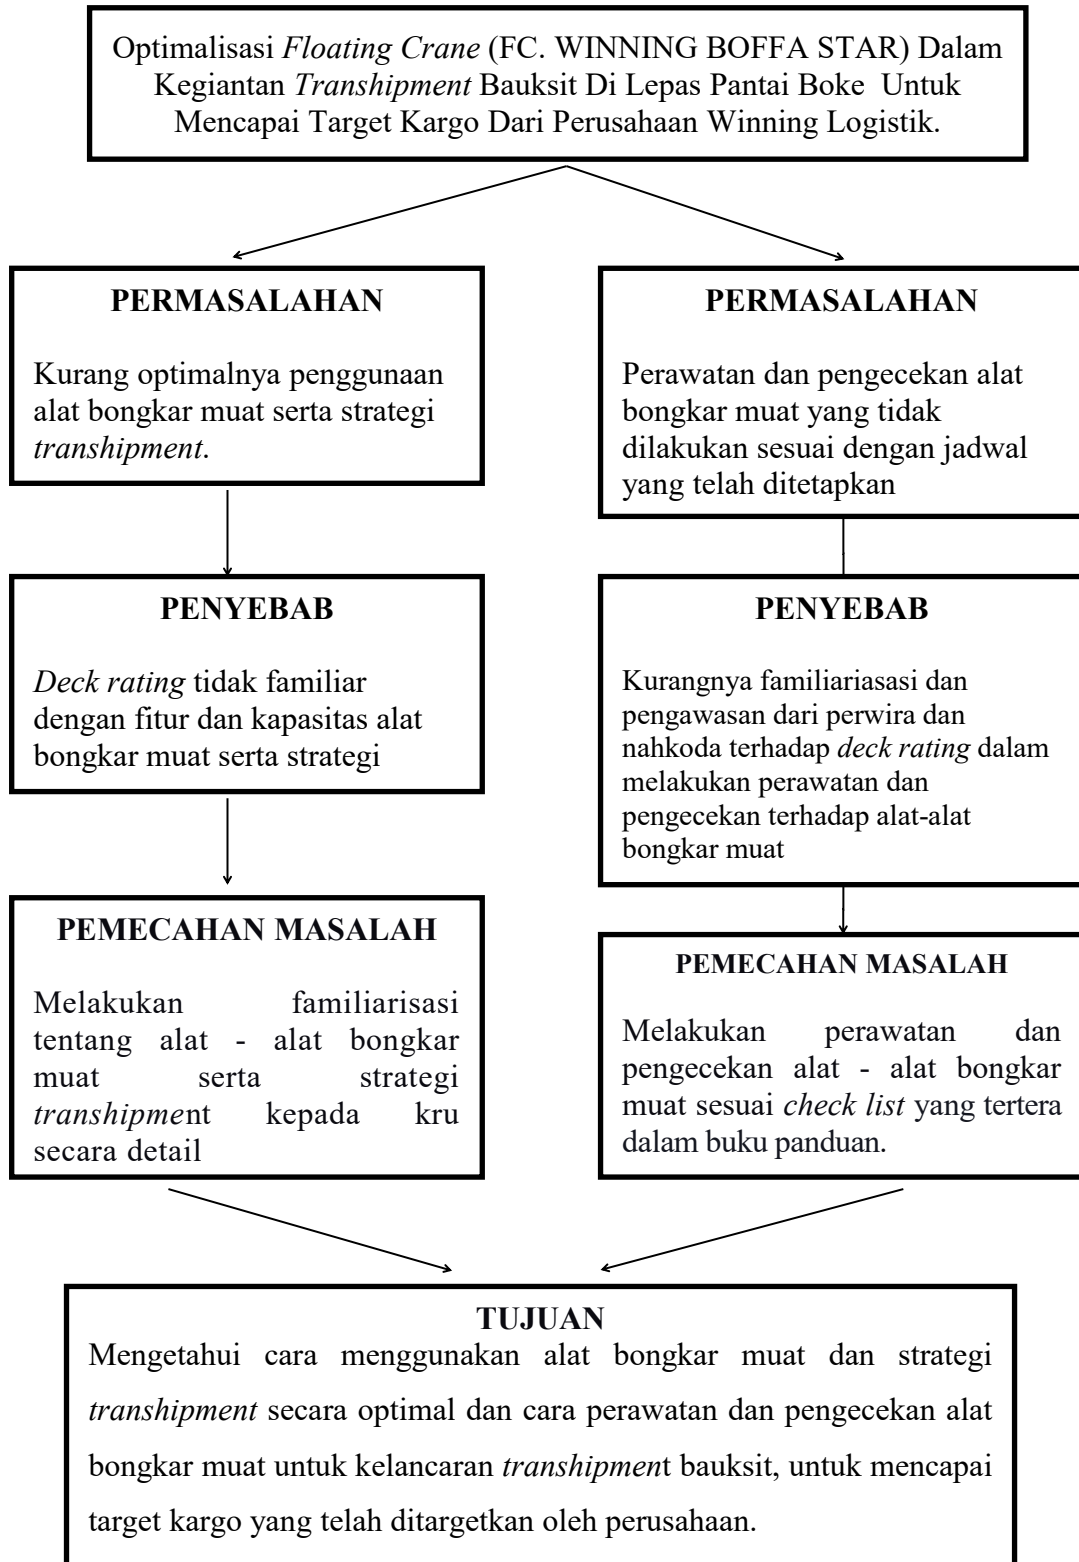 Optimalisasi Floating Crane (FC. WINNING BOFFA STAR) Dalam
Kegiantan Transhipment Bauksit Di Lepas Pantai Boke Untuk
Mencapai Target Kargo Dari Perusahaan Winning Logistik.
PERMASALAHAN
Kurang optimalnya penggunaan
alat bongkar muat serta strategi
transhipment.
PERMASALAHAN
Perawatan dan pengecekan alat
bongkar muat yang tidak
dilakukan sesuai dengan jadwal
yang telah ditetapkan
PENYEBAB
Deck rating tidak familiar
dengan fitur dan kapasitas alat
bongkar muat serta strategi
PENYEBAB
Kurangnya familiariasasi dan
pengawasan dari perwira dan
nahkoda terhadap deck rating dalam
melakukan perawatan dan
pengecekan terhadap alat-alat
bongkar muat
PEMECAHAN MASALAH
Melakukan familiarisasi
tentang alat - alat bongkar
muat serta strategi
transhipment kepada kru
secara detail
PEMECAHAN MASALAH
Melakukan perawatan dan
pengecekan alat - alat bongkar
muat sesuai check list yang tertera
dalam buku panduan.
TUJUAN
Mengetahui cara menggunakan alat bongkar muat dan strategi
transhipment secara optimal dan cara perawatan dan pengecekan alat
bongkar muat untuk kelancaran transhipment bauksit, untuk mencapai
target kargo yang telah ditargetkan oleh perusahaan.